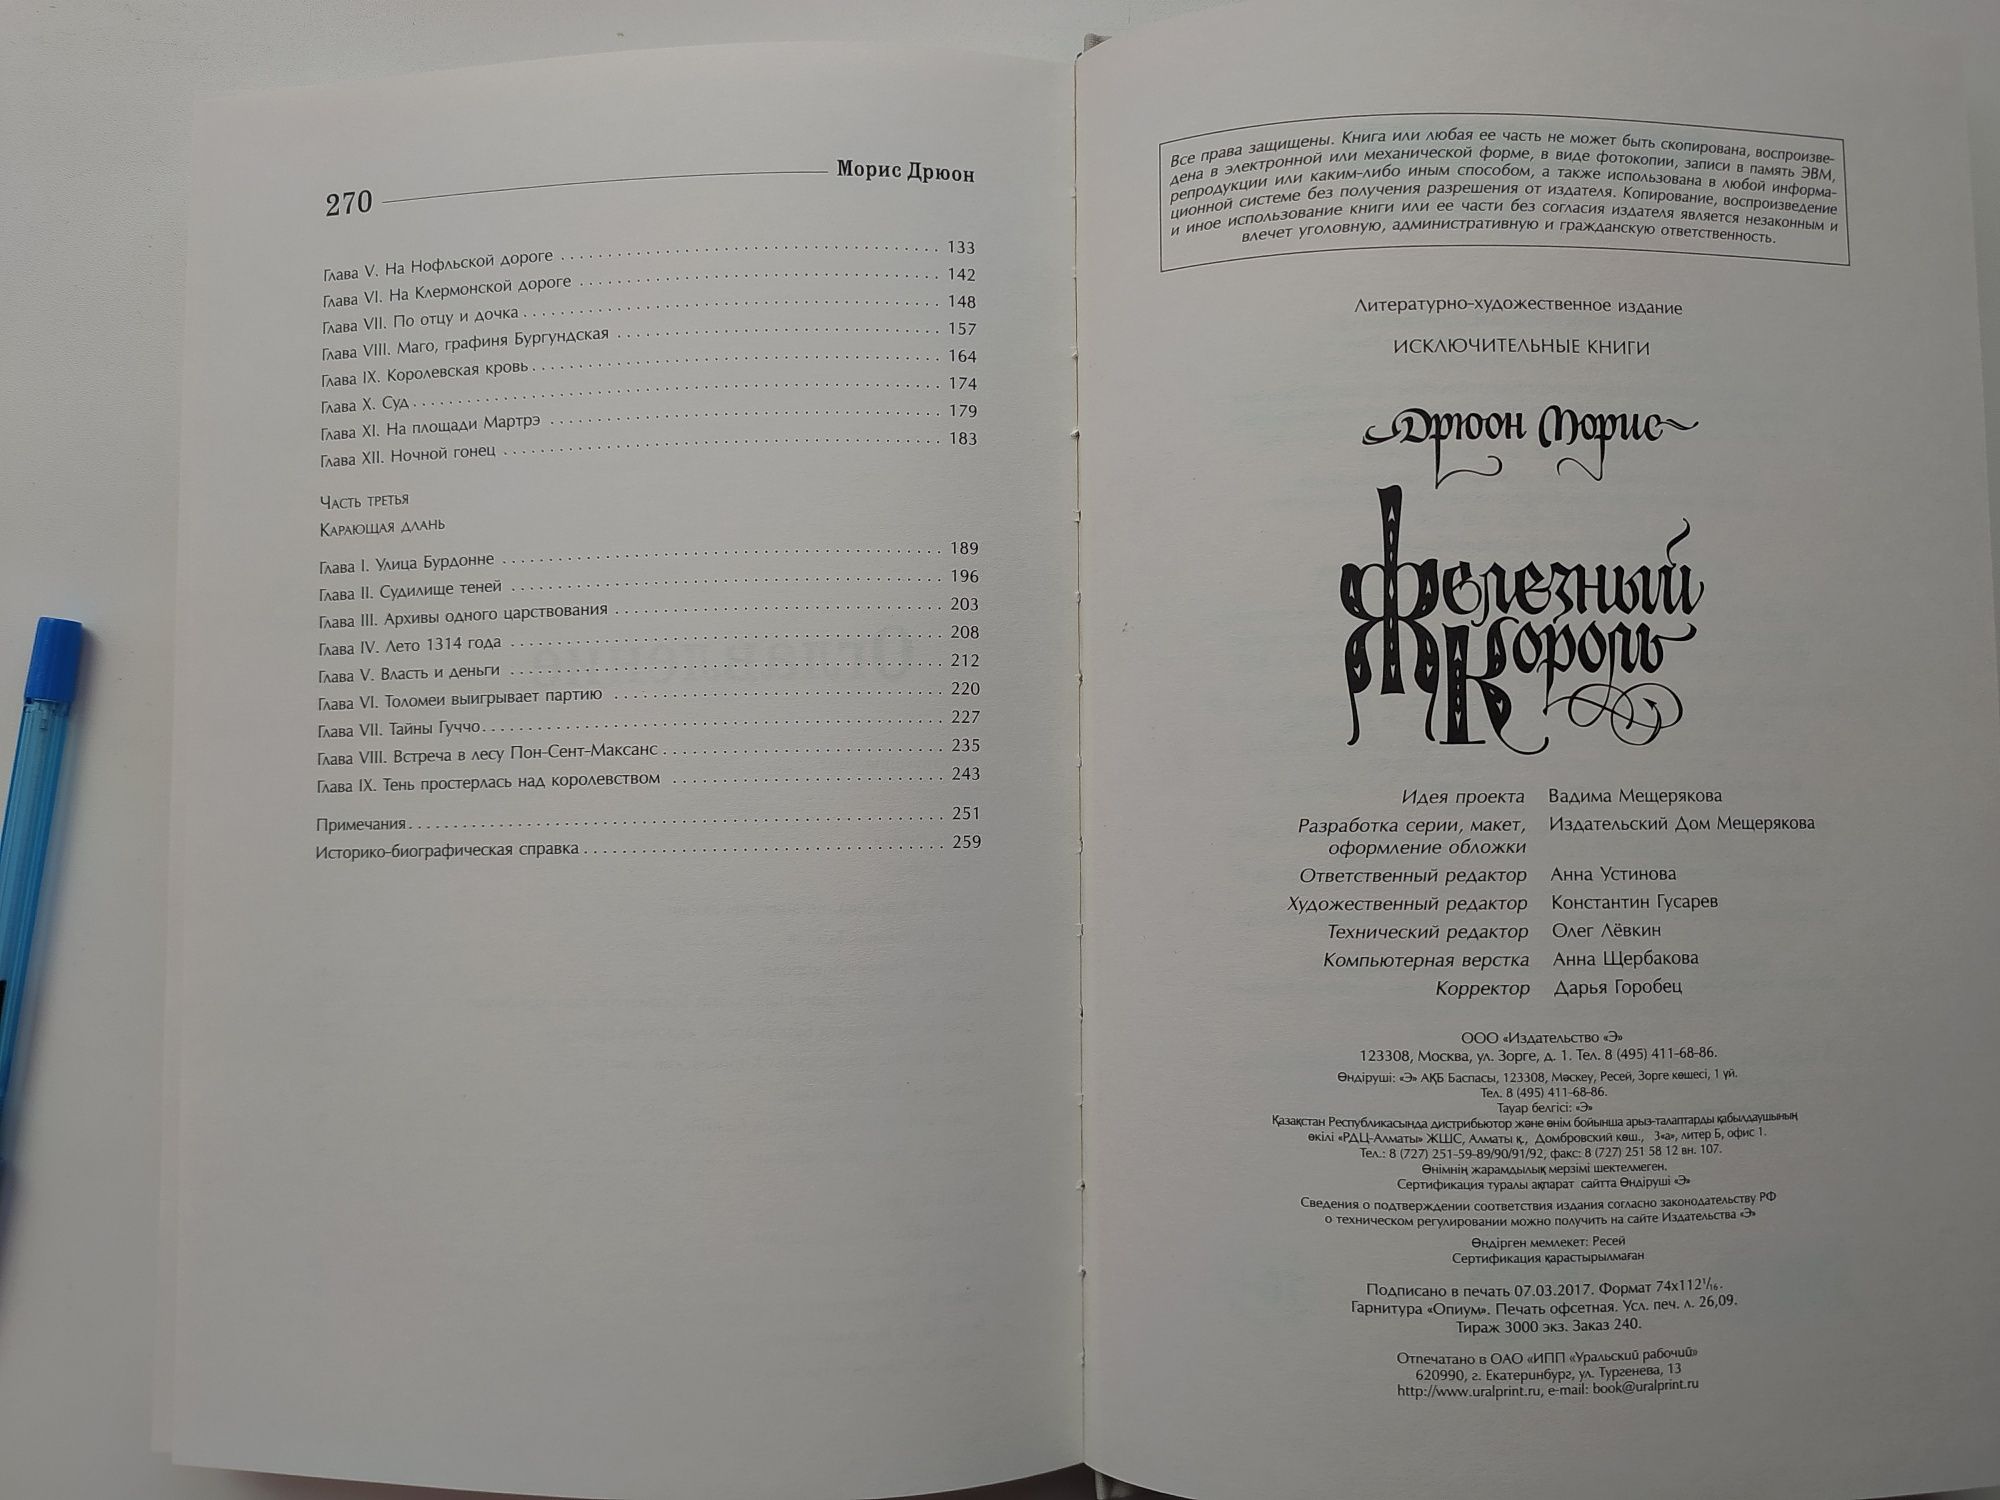 270 Морис Дрюон
Глава V. На Нофльской дороге 133
Глава VI. На Клермонской дороге 142
Глава VII. По отцу и дочка 148
Глава VIII. Маго, графиня Бургундская 157
Глава IX. Королевская кровь 164
Глава X. Суд 174
Глава XI. На площади Мартрэ 179
Глава XII. Ночной гонец 183
Часть третья
Карающая длань
Глава I. Улица Бурдонне 189
Глава II. Судилище теней 196
Глава III. Архивы одного царствования 203
Глава IV. Лето 1314 года 208
Глава V. Власть и деньги 212
Глава VI. Толомеи выигрывает партию 220
Глава VII. Тайны Гуччо 227
Глава VIII. Встреча в лесу Пон-Сент-Максанс 235
Глава IX. Тень простерлась над королевством 243
Примечания 251
Историко-биографическая справка 259
Все права защищены. Книга или любая ее часть не может быть скопирована, воспроизве-
дена в электронной или механической форме, в виде фотокопии, записи в память ЭВМ,
репродукции или каким-либо иным способом, а также использована в любой информа-
ционной системе без получения разрешения от издателя. Копирование, воспроизведение
и иное использование книги или ее части без согласия издателя является незаконным и
влечет уголовную, административную и гражданскую ответственность.
Литературно-художественное издание
ИСКЛЮЧИТЕЛЬНЫЕ КНИГИ
Дрюон Морис
Железный
Король
Идея проекта Вадима Мещерякова
Разработка серии, макет, Издательский Дом Мещерякова
оформление обложки
Ответственный редактор Анна Устинова
Художественный редактор Константин Гусарев
Технический редактор Олег Лёвкин
Компьютерная верстка Анна Щербакова
Корректор Дарья Горобец
ООО «Издательство «Э»
123308, Москва, ул. Зорге, д. 1. Тел. 8 (495) 411-68-86.
Өндіруші: «Э» АҚБ Баспасы, 123308, Мәскеу, Ресей, Зорге көшесі, 1 үй.
Тел. 8 (495) 411-68-86.
Тауар белгісі: «Э»
Қазақстан Республикасында дистрибьютор және өнім бойынша арыз-талаптарды қабылдаушының
өкілі «РДЦ-Алматы» ЖШС, Алматы қ., Домбровский көш., 3«а», литер Б, офис 1.
Тел.: 8 (727) 251-59-89/90/91/92, факс: 8 (727) 251 58 12 вн. 107.
Өнімнің жарамдылық мерзімі шектелмеген.
Сертификация туралы ақпарат сайтта Өндіруші «Э»
Сведения о подтверждении соответствия издания согласно законодательству РФ
о техническом регулировании можно получить на сайте Издательства «Э»
Өндірген мемлекет: Ресей
Сертификация қарастырылмаған
Подписано в печать 07.03.2017. Формат 74х112¹/₁₆.
Гарнитура «Опиум». Печать офсетная. Усл. печ. л. 26,09.
Тираж 3000 экз. Заказ 240.
Отпечатано в ОАО «ИПП «Уральский рабочий»
620990, г. Екатеринбург, ул. Тургенева, 13
http://www.uralprint.ru, e-mail: book@uralprint.ru